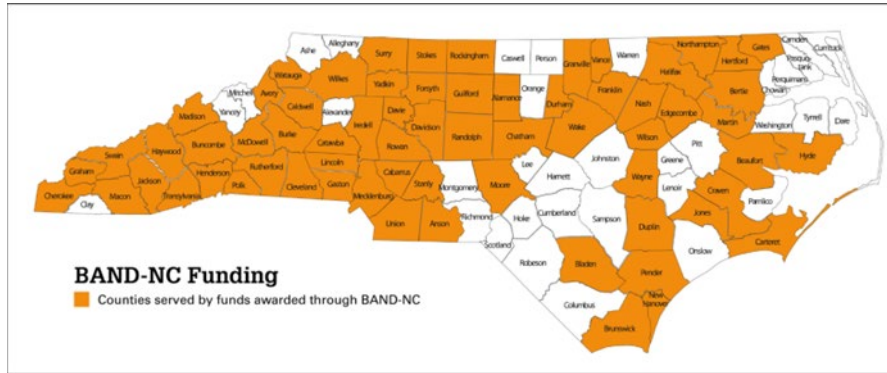 Ashe
Alleghany
Surry
Stokes
Rockingham
Caswell
Person
Granville
Vance
Warren
Northampton
Gates
Camden
Currituck
Pasquo-
tank
Perquimans
Chowan
Hertford
Halifax
Bertie
Watauga
Wilkes
Yadkin
Forsyth
Guilford
Alamance
Orange
Durham
Franklin
Nash
Edgecombe
Martin
Washington
Tyrrell
Dare
Mitchell
Avery
Yancey
Caldwell
Alexander
Iredell
Davie
Davidson
Randolph
Chatham
Wake
Wilson
Pitt
Beaufort
Hyde
Madison
Buncombe
McDowell
Burke
Catawba
Rowan
Haywood
Swain
Graham
Cherokee
Clay
Macon
Jackson
Transylvania
Henderson
Polk
Rutherford
Cleveland
Lincoln
Gaston
Mecklenburg
Cabarrus
Stanly
Montgomery
Moore
Lee
Harnett
Johnston
Wayne
Greene
Lenoir
Craven
Pamlico
Jones
Carteret
Union
Anson
Richmond
Scotland
Hoke
Cumberland
Sampson
Duplin
Onslow
Robeson
Bladen
Pender
Columbus
New
Hanover
Brunswick
BAND-NC Funding
Counties served by funds awarded through BAND-NC